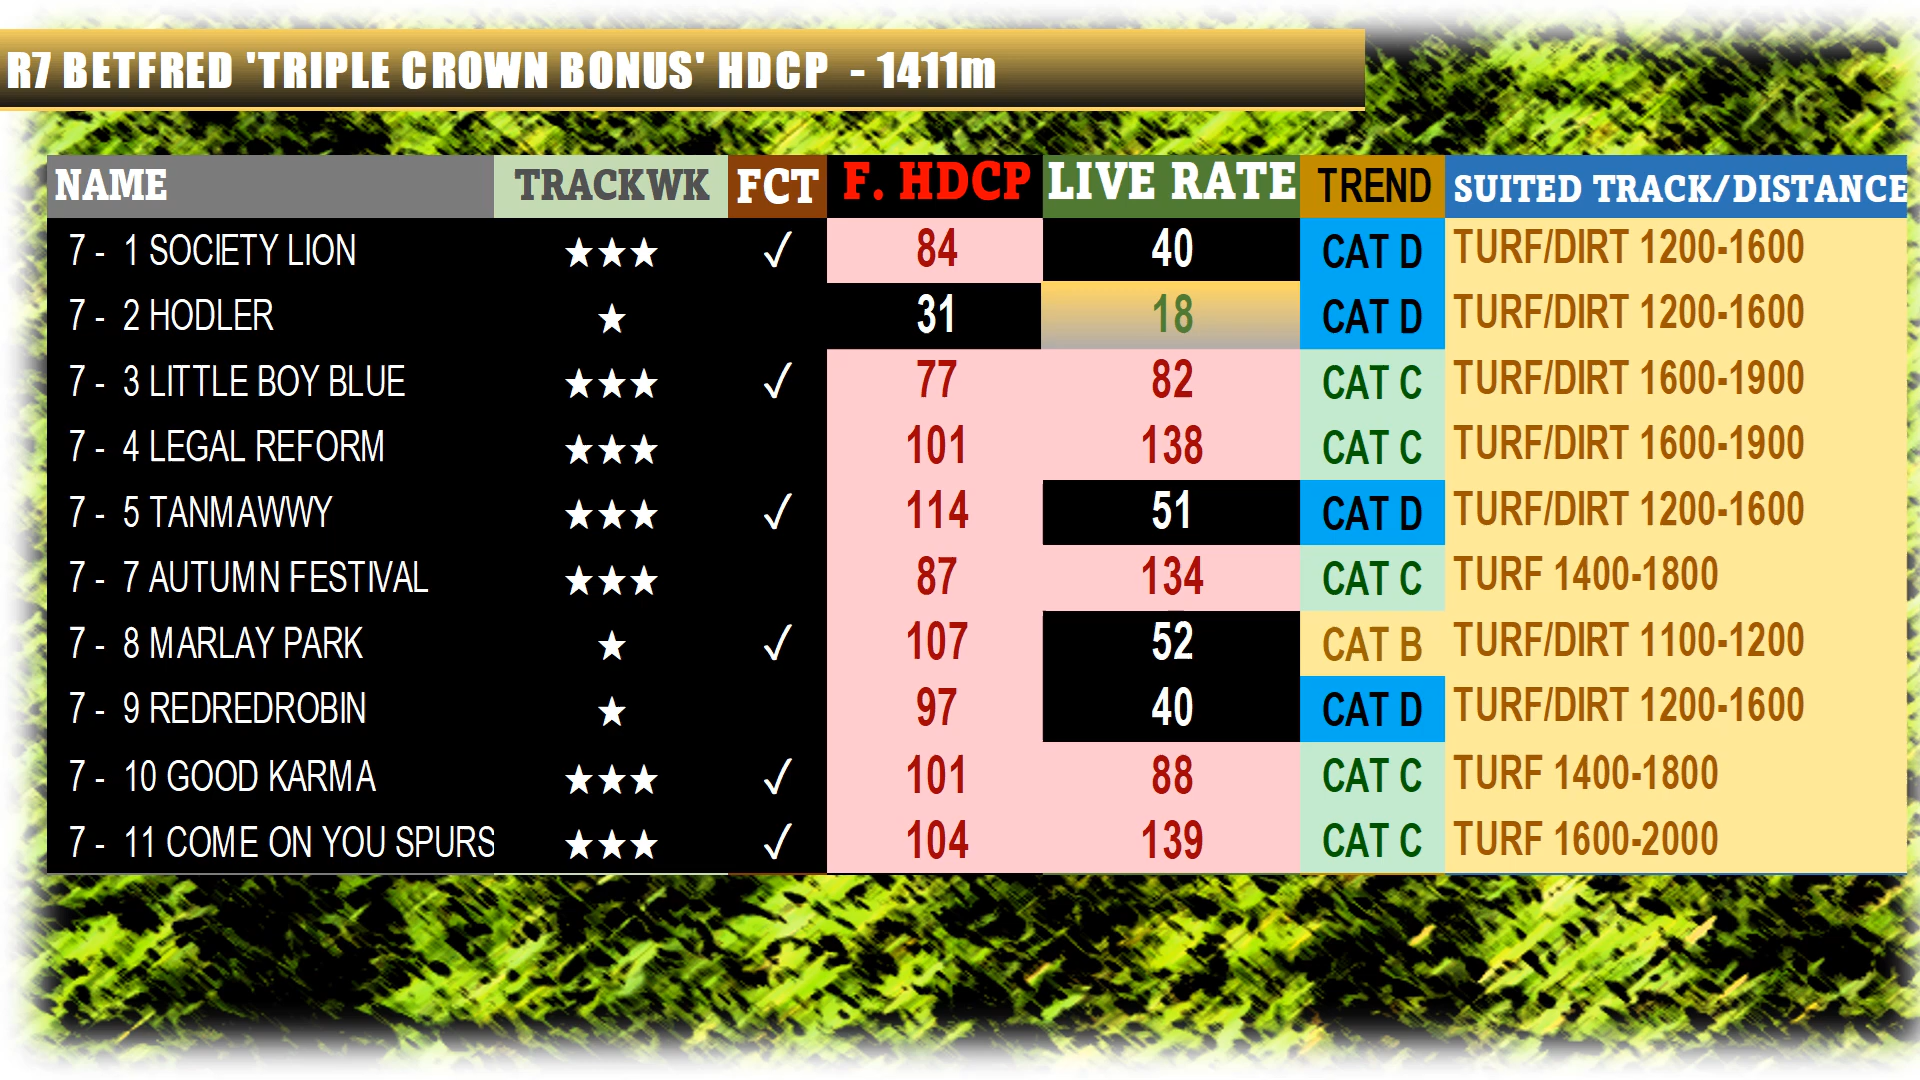 R7 BETFRED 'TRIPLE CROWN BONUS' HDCP - 1411m
NAME TRACKWK FCT F. HDCP LIVE RATE TREND SUITED TRACK/DISTANCE
7 - 1 SOCIETY LION ★★★ ✓ 84 40 CAT D TURF/DIRT 1200-1600
7 - 2 HODLER ★ 31 18 CAT D TURF/DIRT 1200-1600
7 - 3 LITTLE BOY BLUE ★★★ ✓ 77 82 CAT C TURF/DIRT 1600-1900
7 - 4 LEGAL REFORM ★★★ 101 138 CAT C TURF/DIRT 1600-1900
7 - 5 TANMAWWY ★★★ ✓ 114 51 CAT D TURF/DIRT 1200-1600
7 - 7 AUTUMN FESTIVAL ★★★ 87 134 CAT C TURF 1400-1800
7 - 8 MARLAY PARK ★ ✓ 107 52 CAT B TURF/DIRT 1100-1200
7 - 9 REDREDROBIN ★ 97 40 CAT D TURF/DIRT 1200-1600
7 - 10 GOOD KARMA ★★★ ✓ 101 88 CAT C TURF 1400-1800
7 - 11 COME ON YOU SPURS ★★★ ✓ 104 139 CAT C TURF 1600-2000